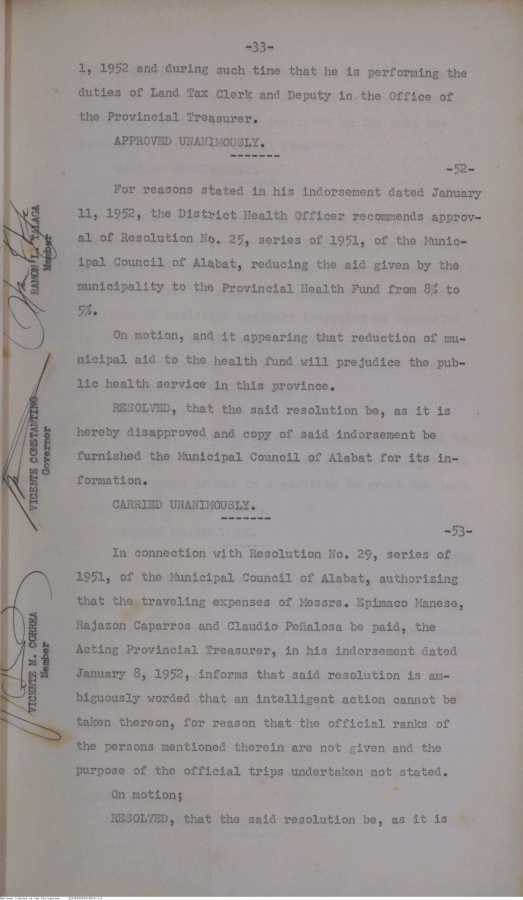 -33-
1, 1952 and during such time that he is performing the
duties of Land Tax Clerk and Deputy in the Office of
the Provincial Treasurer.
APPROVED UNANIMOUSLY.
-------
-52-
For reasons stated in his indorsement dated January
11, 1952, the District Health Officer recommends approv-
al of Resolution No. 25, series of 1951, of the Munic-
ipal Council of Alabat, reducing the aid given by the
municipality to the Provincial Health Fund from 8% to
5%.
On motion, and it appearing that reduction of mu-
nicipal aid to the health fund will prejudice the pub-
lic health service in this province.
RESOLVED, that the said resolution be, as it is
hereby disapproved and copy of said indorsement be
furnished the Municipal Council of Alabat for its in-
formation.
CARRIED UNANIMOUSLY.
-------
-53-
In connection with Resolution No. 29, series of
1951, of the Municipal Council of Alabat, authorizing
that the traveling expenses of Messrs. Epimaco Manese,
Rajazon Caparros and Claudio Peñalosa be paid, the
Acting Provincial Treasurer, in his indorsement dated
January 8, 1952, informs that said resolution is am-
biguously worded that an intelligent action cannot be
taken thereon, for reason that the official ranks of
the persons mentioned therein are not given and the
purpose of the official trips undertaken not stated.
On motion;
RESOLVED, that the said resolution be, as it is
RAMON L. TALAGA
Member
VICENTE CONSTANTINO
Governor
VICENTE M. CORREA
Member
National Library of the Philippines